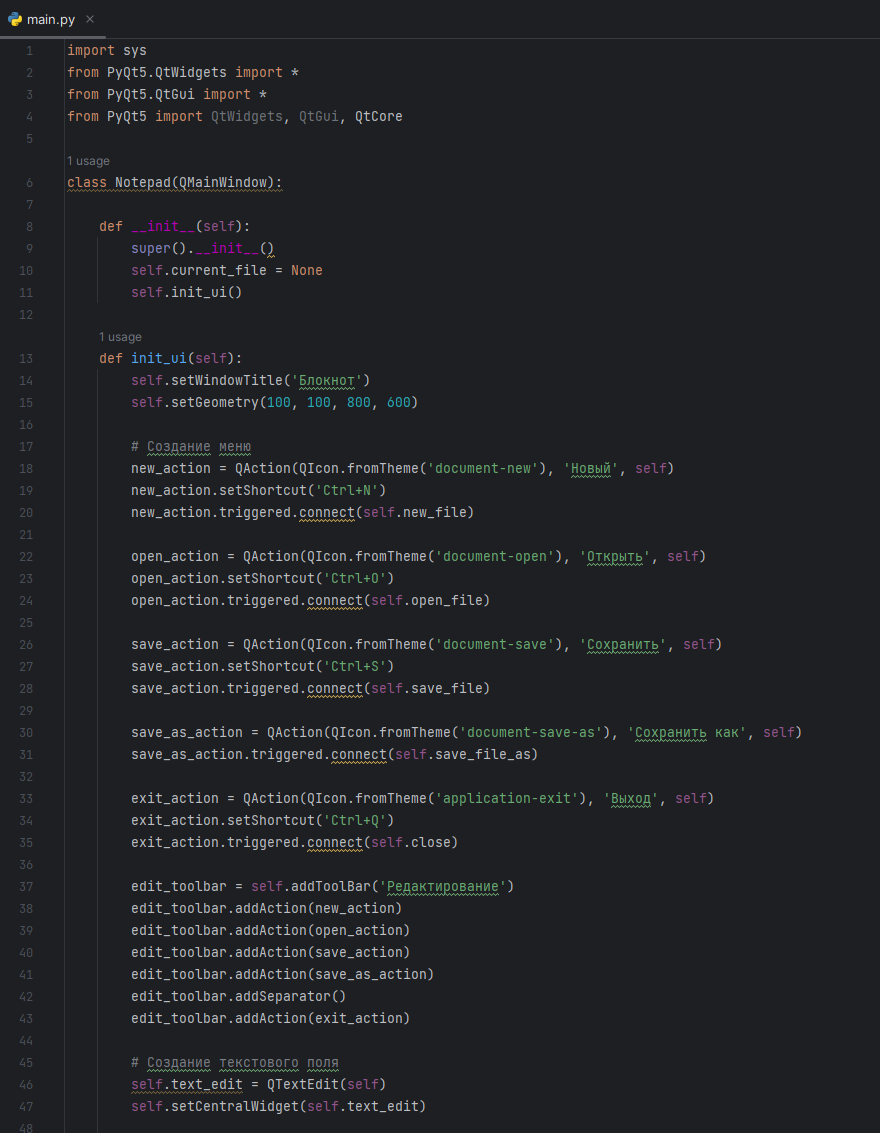 main.py ×
1 import sys
2 from PyQt5.QtWidgets import *
3 from PyQt5.QtGui import *
4 from PyQt5 import QtWidgets, QtGui, QtCore
5
1 usage
6 class Notepad(QMainWindow):
7
8     def __init__(self):
9         super().__init__()
10         self.current_file = None
11         self.init_ui()
12
1 usage
13     def init_ui(self):
14         self.setWindowTitle('Блокнот')
15         self.setGeometry(100, 100, 800, 600)
16
17         # Создание меню
18         new_action = QAction(QIcon.fromTheme('document-new'), 'Новый', self)
19         new_action.setShortcut('Ctrl+N')
20         new_action.triggered.connect(self.new_file)
21
22         open_action = QAction(QIcon.fromTheme('document-open'), 'Открыть', self)
23         open_action.setShortcut('Ctrl+O')
24         open_action.triggered.connect(self.open_file)
25
26         save_action = QAction(QIcon.fromTheme('document-save'), 'Сохранить', self)
27         save_action.setShortcut('Ctrl+S')
28         save_action.triggered.connect(self.save_file)
29
30         save_as_action = QAction(QIcon.fromTheme('document-save-as'), 'Сохранить как', self)
31         save_as_action.triggered.connect(self.save_file_as)
32
33         exit_action = QAction(QIcon.fromTheme('application-exit'), 'Выход', self)
34         exit_action.setShortcut('Ctrl+Q')
35         exit_action.triggered.connect(self.close)
36
37         edit_toolbar = self.addToolBar('Редактирование')
38         edit_toolbar.addAction(new_action)
39         edit_toolbar.addAction(open_action)
40         edit_toolbar.addAction(save_action)
41         edit_toolbar.addAction(save_as_action)
42         edit_toolbar.addSeparator()
43         edit_toolbar.addAction(exit_action)
44
45         # Создание текстового поля
46         self.text_edit = QTextEdit(self)
47         self.setCentralWidget(self.text_edit)
48